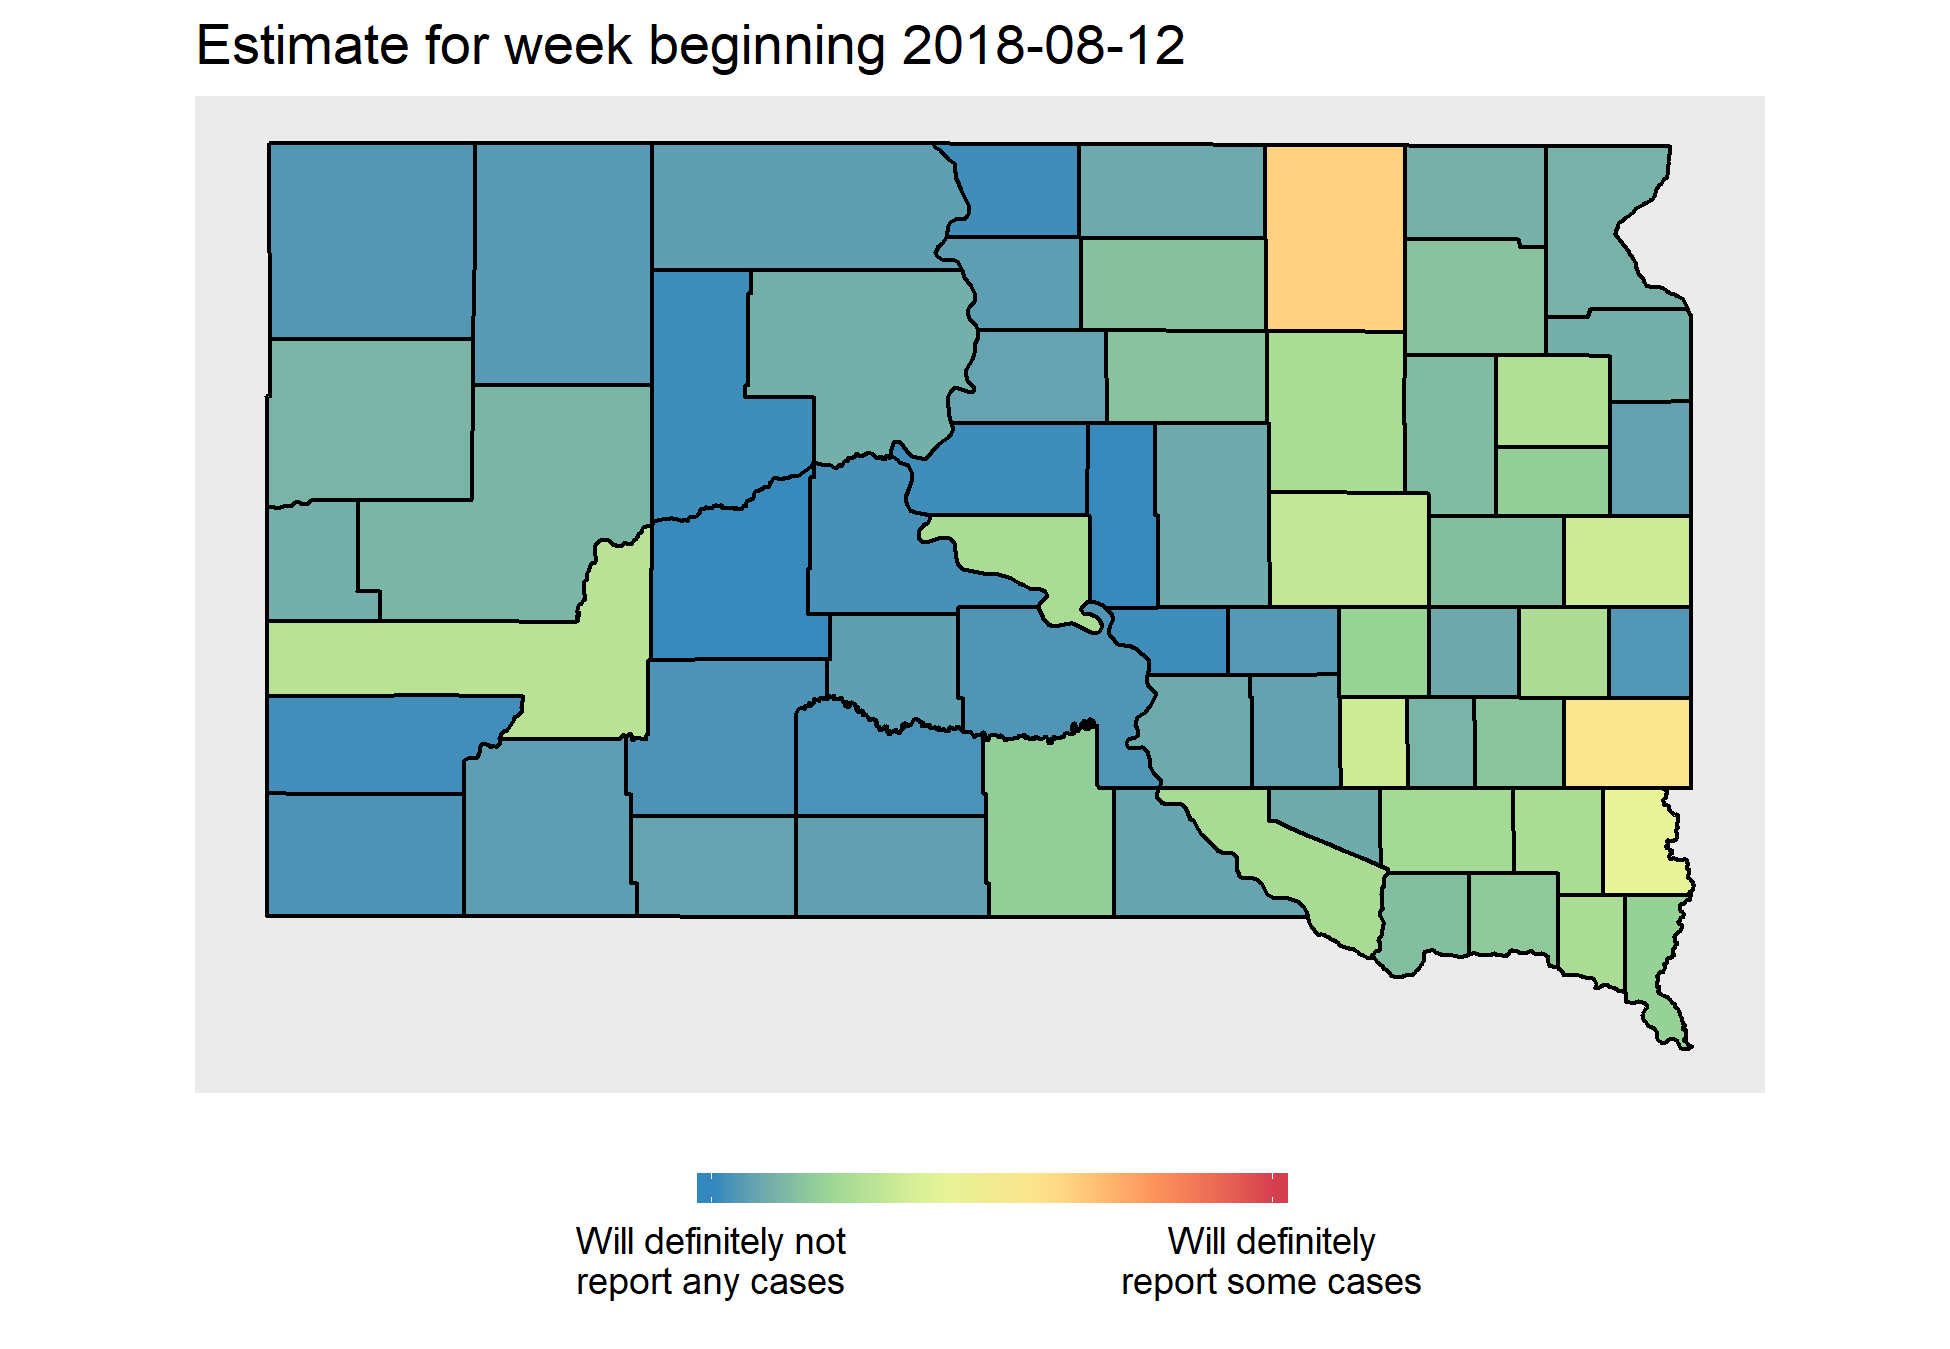 Estimate for week beginning 2018-08-12
Will definitely not
report any cases
Will definitely
report some cases